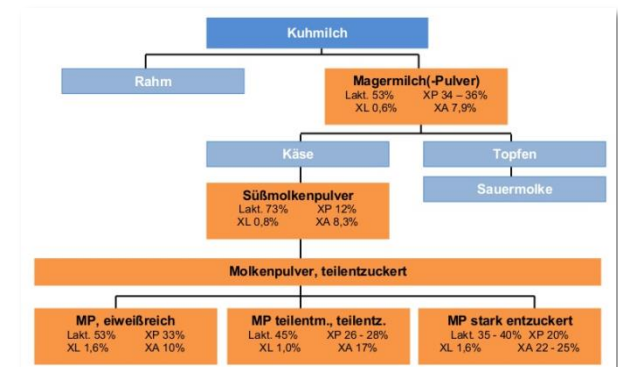 Kuhmilch
Rahm
Magermilch(-Pulver)
Lakt. 53% XP 34 – 36%
XL 0,6% XA 7,9%
Käse
Topfen
Süßmolkenpulver
Lakt. 73% XP 12%
XL 0,8% XA 8,3%
Sauermolke
Molkenpulver, teilentzuckert
MP, eiweißreich
Lakt. 53% XP 33%
XL 1,6% XA 10%
MP teilentm., teilentz.
Lakt. 45% XP 26 - 28%
XL 1,0% XA 17%
MP stark entzuckert
Lakt. 35 - 40% XP 20%
XL 1,6% XA 22 - 25%